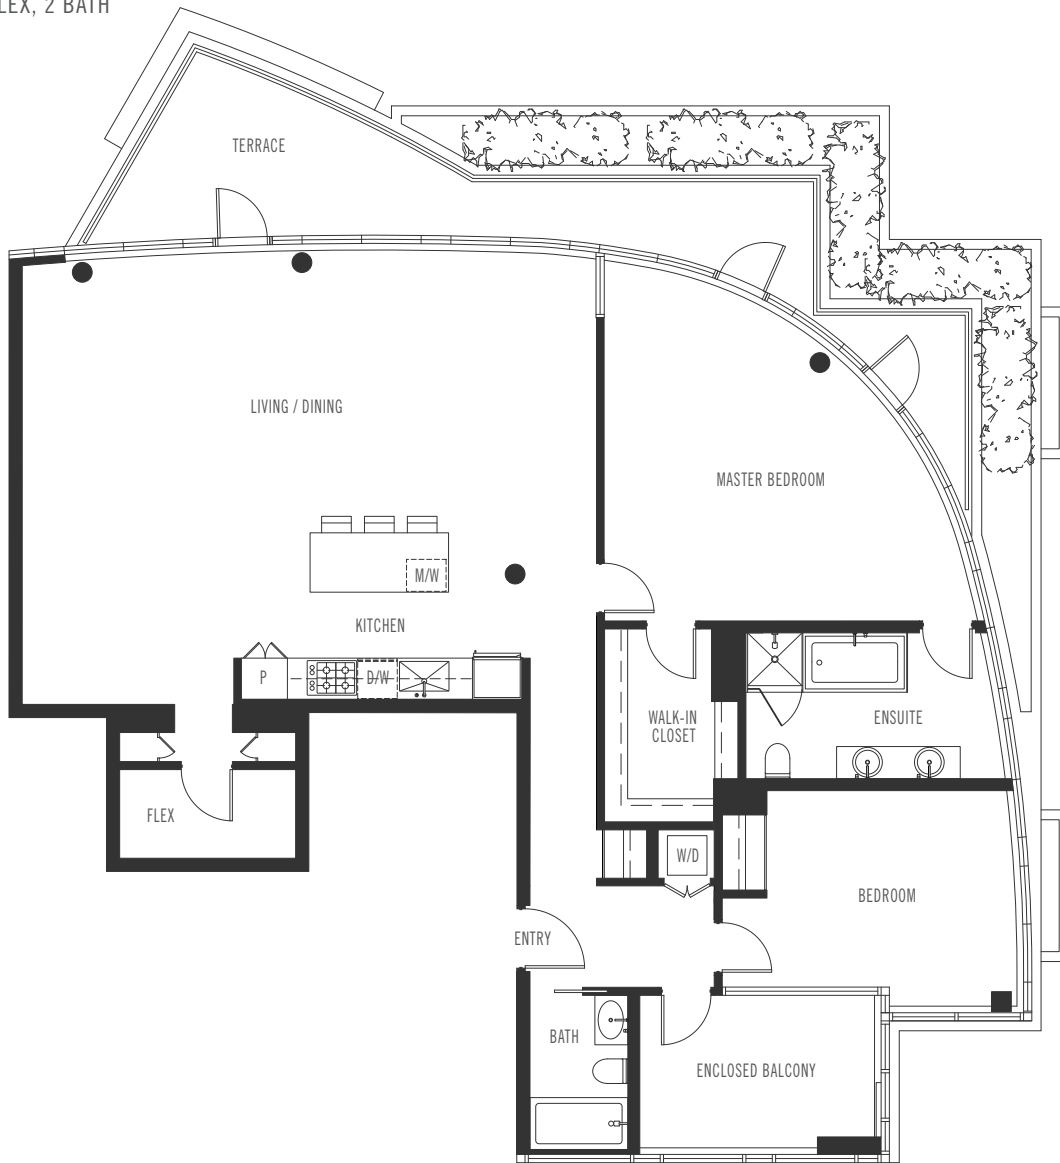 LEX, 2 BATH
TERRACE
LIVING / DINING
MASTER BEDROOM
M/W
KITCHEN
P
D/W
WALK-IN
CLOSET
ENSUITE
FLEX
W/D
BEDROOM
ENTRY
BATH
ENCLOSED BALCONY